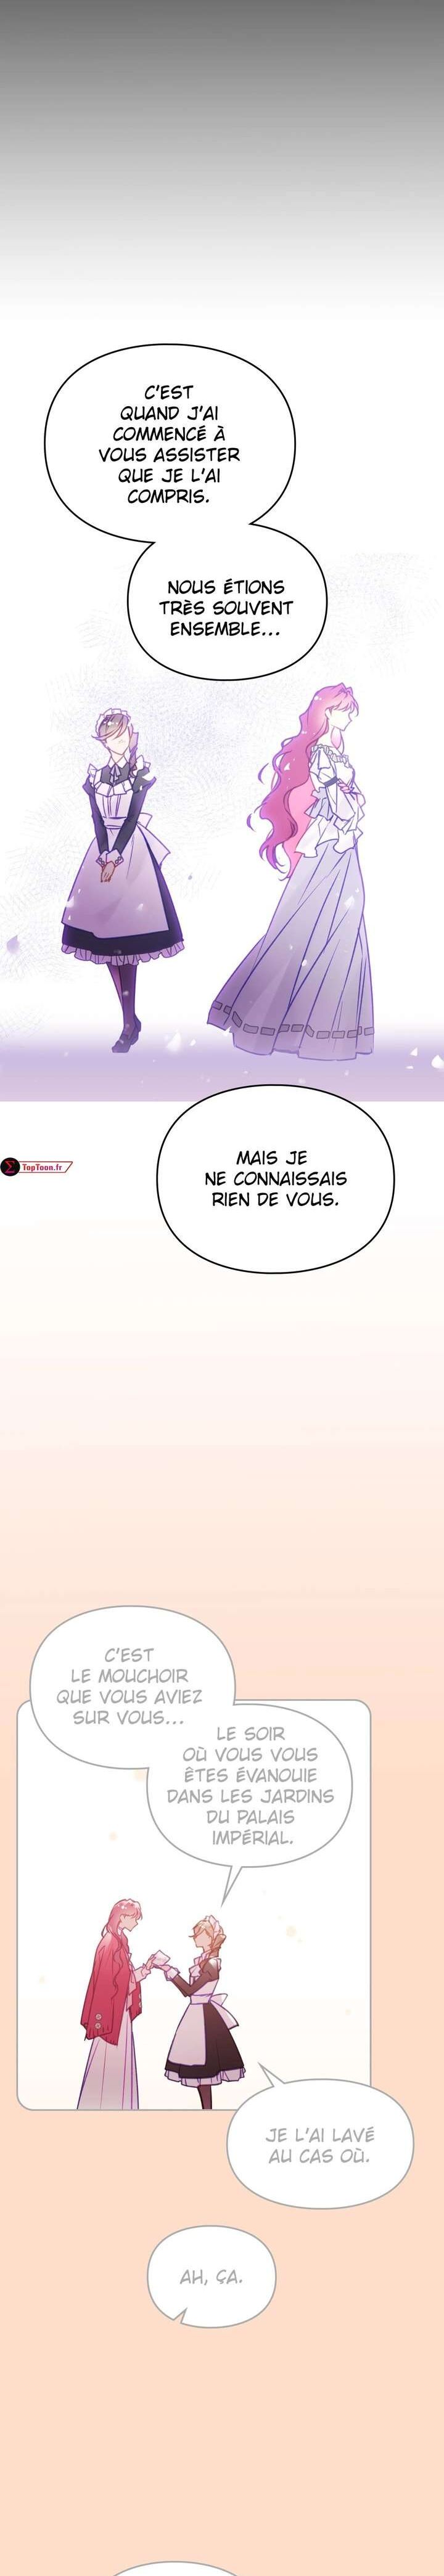 C'EST
QUAND J'AI
COMMENCÉ À
VOUS ASSISTER
QUE JE L'AI
COMPRIS.
NOUS ÉTIONS
TRÈS SOUVENT
ENSEMBLE...
MAIS JE
NE CONNAISSAIS
RIEN DE VOUS.
TopToon.fr
C'EST
LE MOUCHOIR
QUE VOUS AVIEZ
SUR VOUS...
LE SOIR
OÙ VOUS VOUS
ÊTES ÉVANOUIE
DANS LES JARDINS
DU PALAIS
IMPÉRIAL.
JE L'AI LAVÉ
AU CAS OÙ.
AH, ÇA.